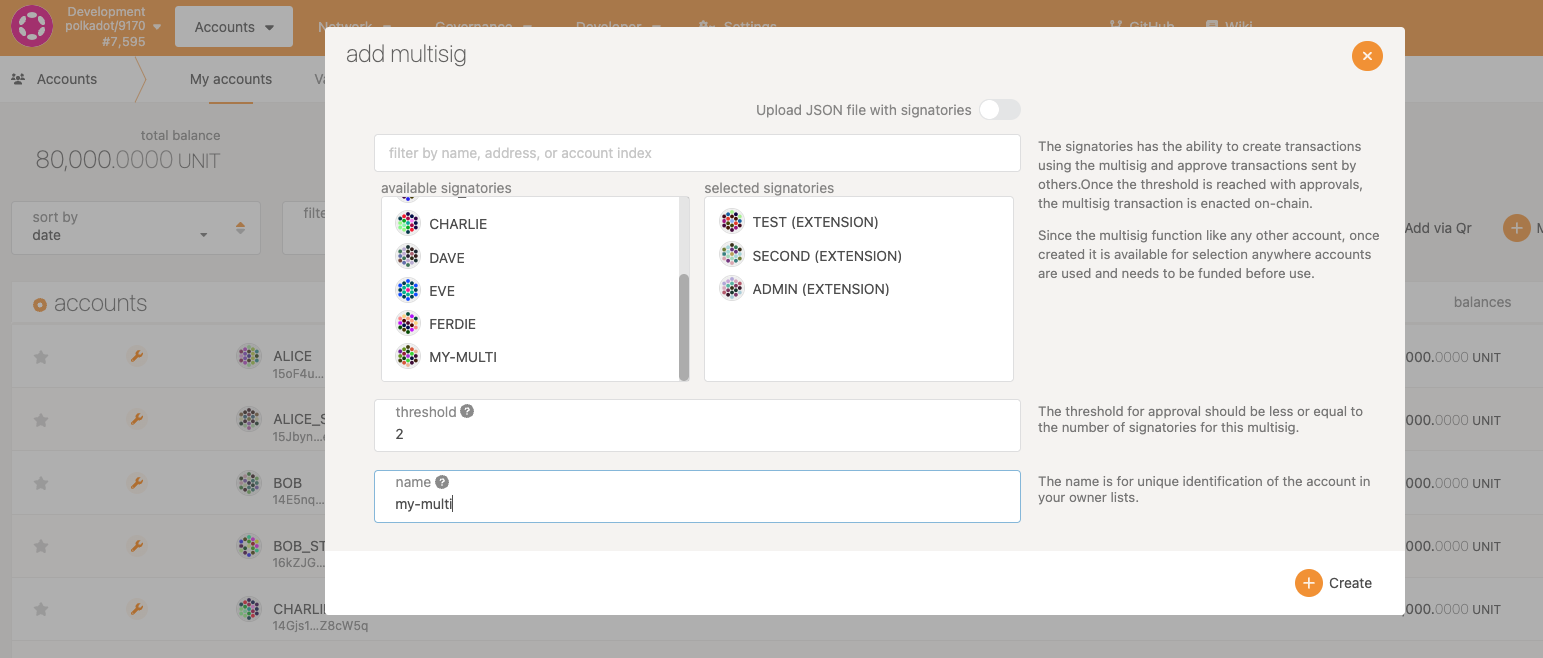 Development
polkadot/9170
#7,595
Accounts
Network
Governance
Developer
Settings
GitHub
Wiki
Accounts
My accounts
total balance
80,000.0000 UNIT
sort by
date
Add via Qr
accounts
balances
ALICE
15oF4u...
000.0000 UNIT
15Jbyn...
000.0000 UNIT
BOB
14E5nq...
000.0000 UNIT
16kZJG...
000.0000 UNIT
14Gjs1...Z8cW5q
000.0000 UNIT
add multisig
Upload JSON file with signatories
filter by name, address, or account index
The signatories has the ability to create transactions
using the multisig and approve transactions sent by
others.Once the threshold is reached with approvals,
the multisig transaction is enacted on-chain.
Since the multisig function like any other account, once
created it is available for selection anywhere accounts
are used and needs to be funded before use.
available signatories
CHARLIE
DAVE
EVE
FERDIE
MY-MULTI
selected signatories
TEST (EXTENSION)
SECOND (EXTENSION)
ADMIN (EXTENSION)
threshold ?
2
The threshold for approval should be less or equal to
the number of signatories for this multisig.
name ?
my-multi
The name is for unique identification of the account in
your owner lists.
Create